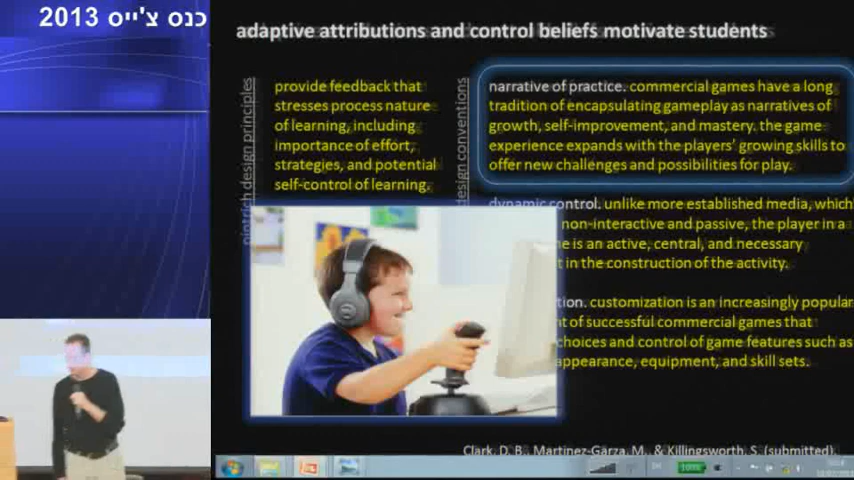 כנס צ'ייס 2013
adaptive attributions and control beliefs motivate students
pintrich design principles
provide feedback that
stresses process nature
of learning, including
importance of effort,
strategies, and potential
self-control of learning.
design conventions
narrative of practice. commercial games have a long
tradition of encapsulating gameplay as narratives of
growth, self-improvement, and mastery. the game
experience expands with the players' growing skills to
offer new challenges and possibilities for play.
dynamic control. unlike more established media, which
non-interactive and passive, the player in a
is an active, central, and necessary
in the construction of the activity.
customization is an increasingly popular
of successful commercial games that
choices and control of game features such as
appearance, equipment, and skill sets.
Clark, D. B., Martinez-Garza, M., & Killingsworth, S. (submitted).
100%